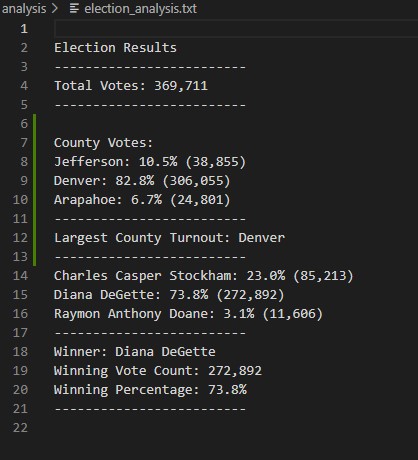 analysis > election_analysis.txt
1
2 Election Results
3 -------------------------
4 Total Votes: 369,711
5 -------------------------
6
7 County Votes:
8 Jefferson: 10.5% (38,855)
9 Denver: 82.8% (306,055)
10 Arapahoe: 6.7% (24,801)
11 -------------------------
12 Largest County Turnout: Denver
13 -------------------------
14 Charles Casper Stockham: 23.0% (85,213)
15 Diana DeGette: 73.8% (272,892)
16 Raymon Anthony Doane: 3.1% (11,606)
17 -------------------------
18 Winner: Diana DeGette
19 Winning Vote Count: 272,892
20 Winning Percentage: 73.8%
21 -------------------------
22